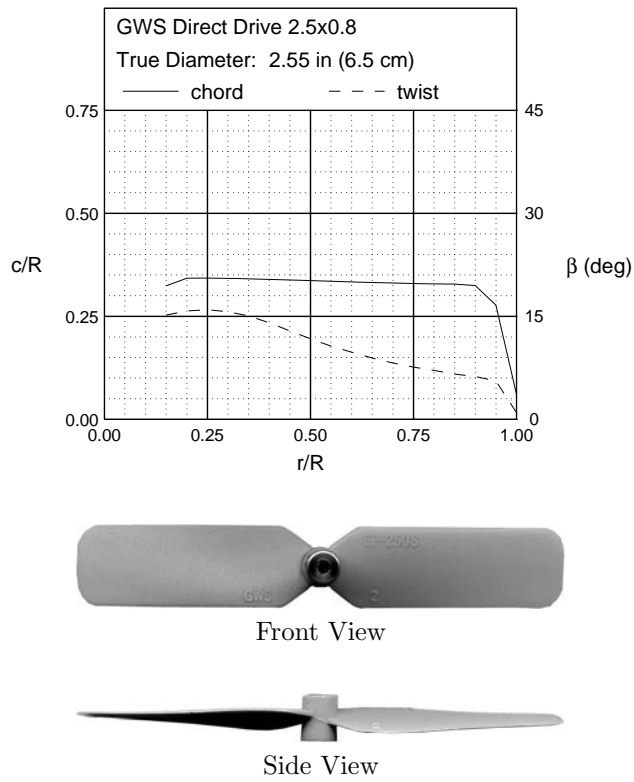 GWS Direct Drive 2.5x0.8
True Diameter: 2.55 in (6.5 cm)
chord twist
0.75 45
0.50 30
c/R β (deg)
0.25 15
0.00 0
0.00 0.25 0.50 0.75 1.00
r/R
EP-2508
GWS 2
Front View
Side View